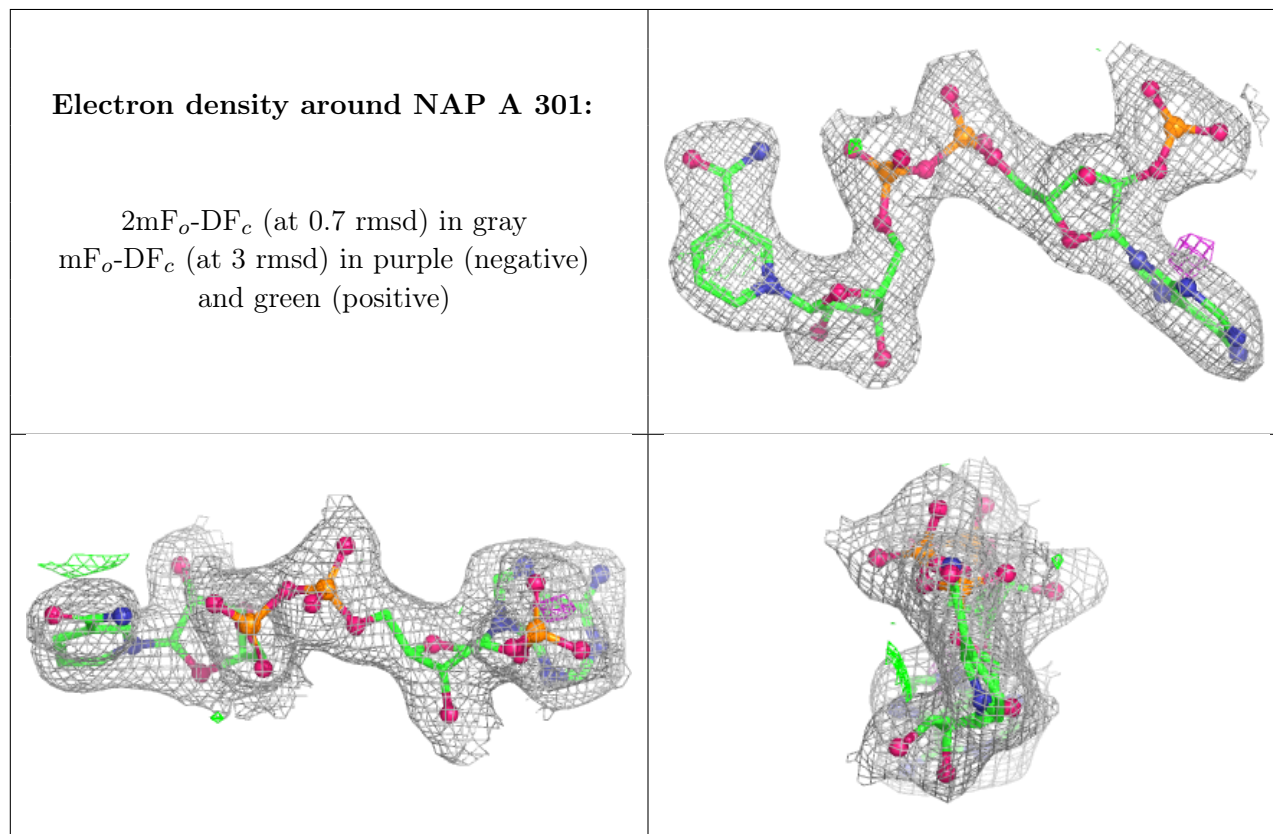 Electron density around NAP A 301:
2mFo-DFc (at 0.7 rmsd) in gray
mFo-DFc (at 3 rmsd) in purple (negative)
and green (positive)